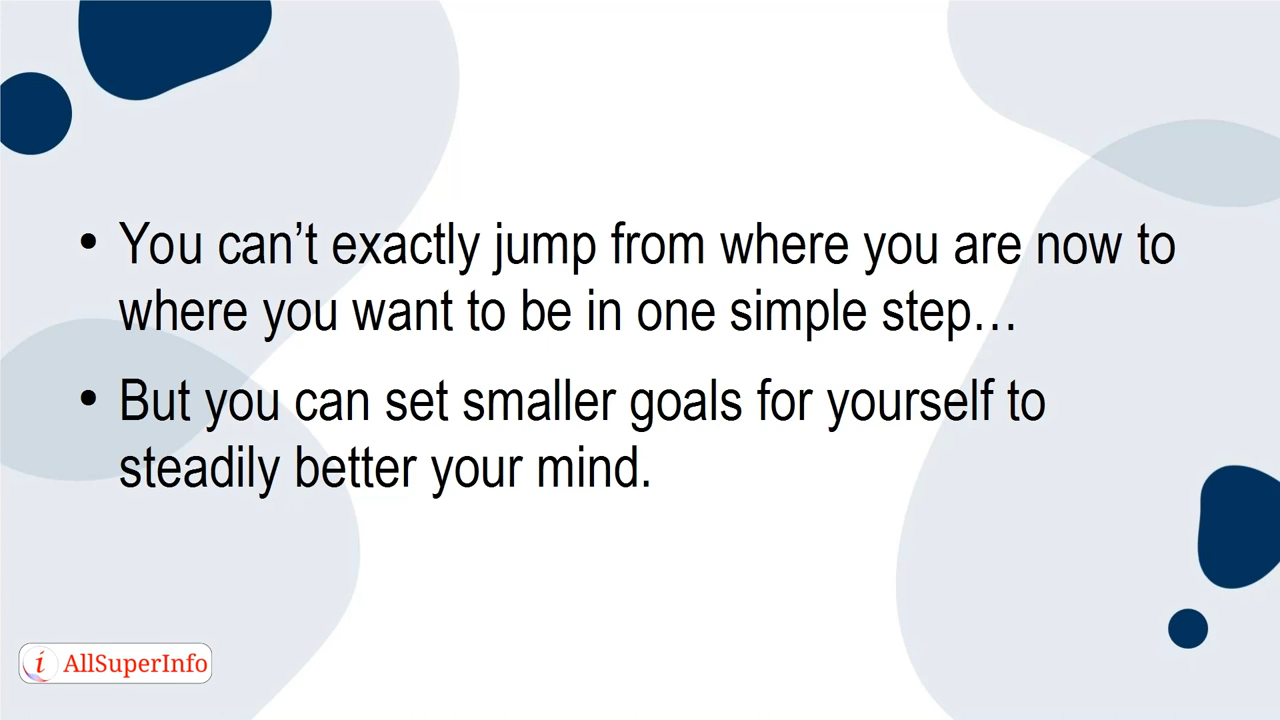 • You can’t exactly jump from where you are now to
where you want to be in one simple step…
• But you can set smaller goals for yourself to
steadily better your mind.
i AllSuperInfo